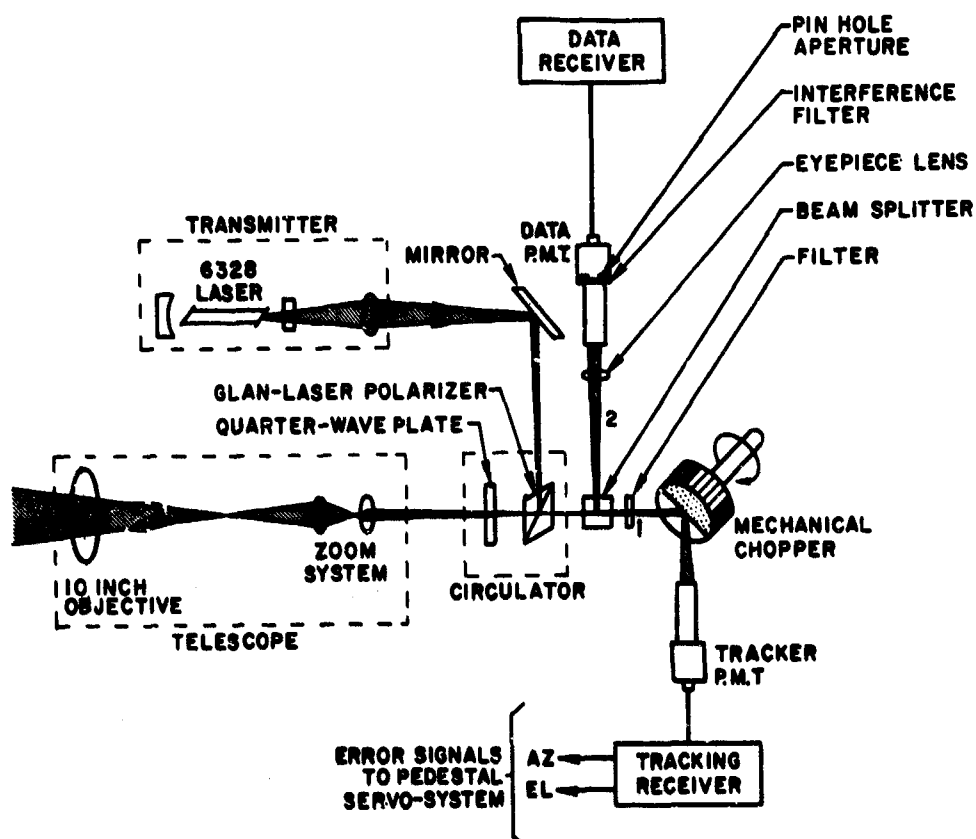 DATA
RECEIVER
PIN HOLE
APERTURE
INTERFERENCE
FILTER
EYEPIECE LENS
BEAM SPLITTER
FILTER
TRANSMITTER
6328
LASER
MIRROR
DATA
P.M.T.
GLAN-LASER POLARIZER
QUARTER-WAVE PLATE
2
1
MECHANICAL
CHOPPER
ZOOM
SYSTEM
10 INCH
OBJECTIVE
CIRCULATOR
TELESCOPE
TRACKER
P.M.T
ERROR SIGNALS
TO PEDESTAL
SERVO-SYSTEM
AZ
EL
TRACKING
RECEIVER